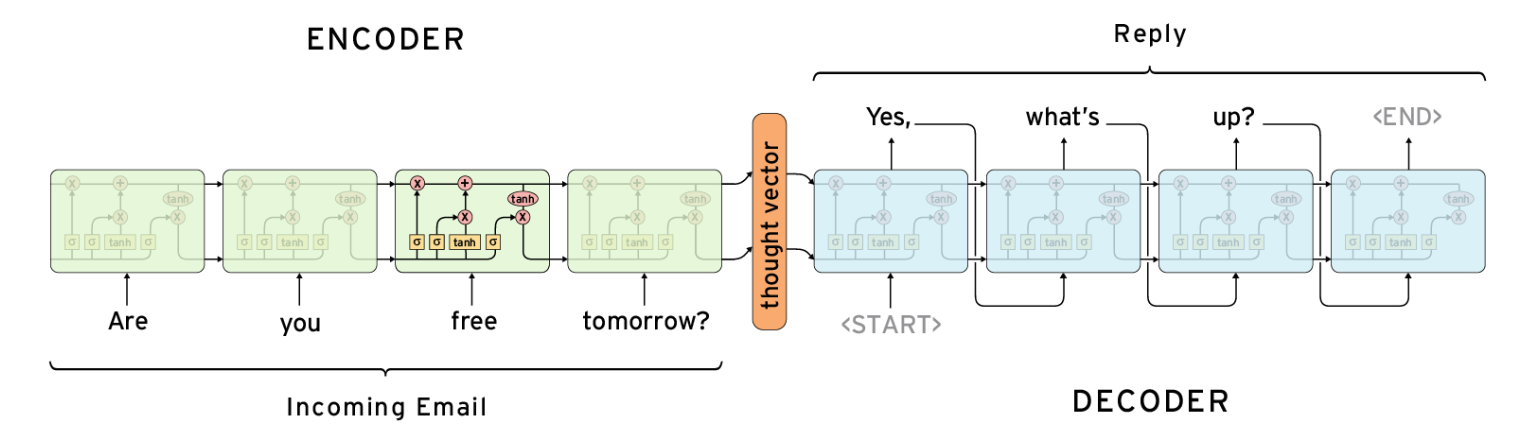 ENCODER
Reply
Yes, what's up? <END>
x + tanh x σ σ tanh σ
x + tanh x σ σ tanh σ
x + tanh x σ σ tanh σ
x + tanh x σ σ tanh σ
thought vector
x + tanh x x σ σ tanh σ
x + tanh x x σ σ tanh σ
x + tanh x x σ σ tanh σ
x + tanh x x σ σ tanh σ
Are you free tomorrow?
<START>
Incoming Email
DECODER